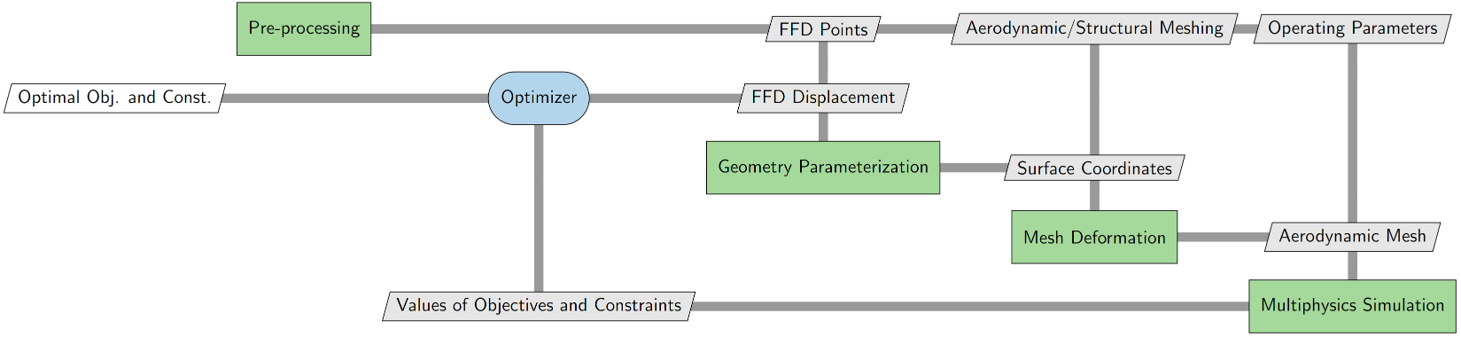 Pre-processing
FFD Points
Aerodynamic/Structural Meshing
Operating Parameters
Optimal Obj. and Const.
Optimizer
FFD Displacement
Geometry Parameterization
Surface Coordinates
Mesh Deformation
Aerodynamic Mesh
Values of Objectives and Constraints
Multiphysics Simulation